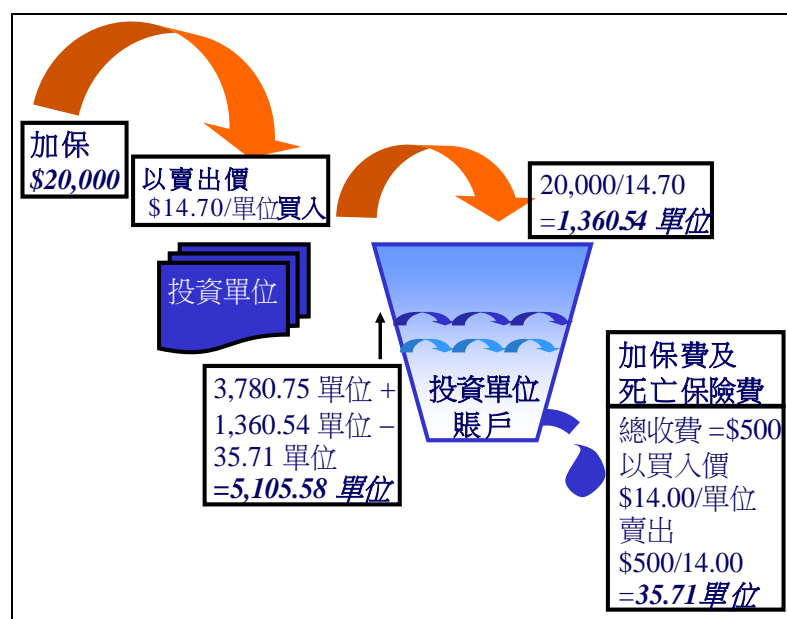 加保
$20,000
以賣出價
$14.70/單位買入
20,000/14.70
=1,360.54 單位
投資單位
3,780.75 單位 +
1,360.54 單位 –
35.71 單位
=5,105.58 單位
投資單位
賬戶
加保費及
死亡保險費
總收費 =$500
以買入價
$14.00/單位
賣出
$500/14.00
=35.71單位